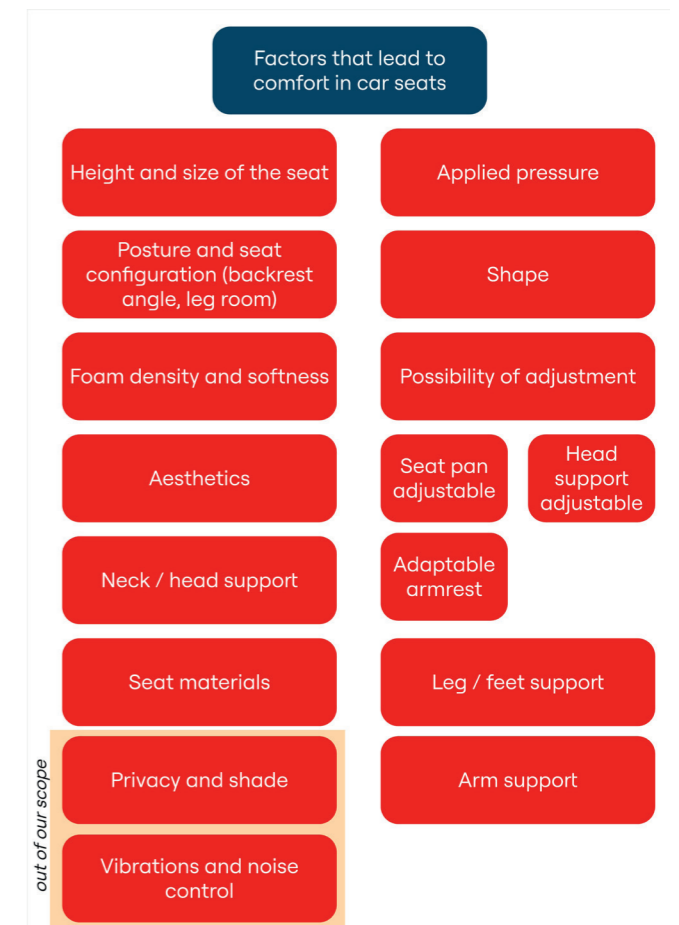 Factors that lead to
comfort in car seats
Height and size of the seat
Posture and seat
configuration (backrest
angle, leg room)
Foam density and softness
Aesthetics
Neck / head support
Seat materials
out of our scope
Privacy and shade
Vibrations and noise
control
Applied pressure
Shape
Possibility of adjustment
Seat pan
adjustable
Head
support
adjustable
Adaptable
armrest
Leg / feet support
Arm support